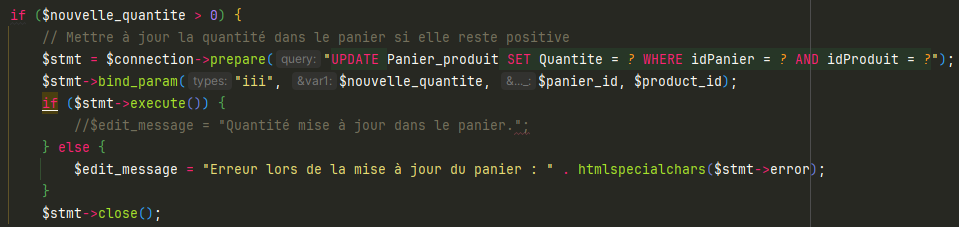 if ($nouvelle_quantite > 0) {
// Mettre à jour la quantité dans le panier si elle reste positive
$stmt = $connection->prepare( query: "UPDATE Panier_produit SET Quantite = ? WHERE idPanier = ? AND idProduit = ?");
$stmt->bind_param( types: "iii", &var1: $nouvelle_quantite, &..._: $panier_id, $product_id);
if ($stmt->execute()) {
//$edit_message = "Quantité mise à jour dans le panier.";
} else {
$edit_message = "Erreur lors de la mise à jour du panier : " . htmlspecialchars($stmt->error);
}
$stmt->close();